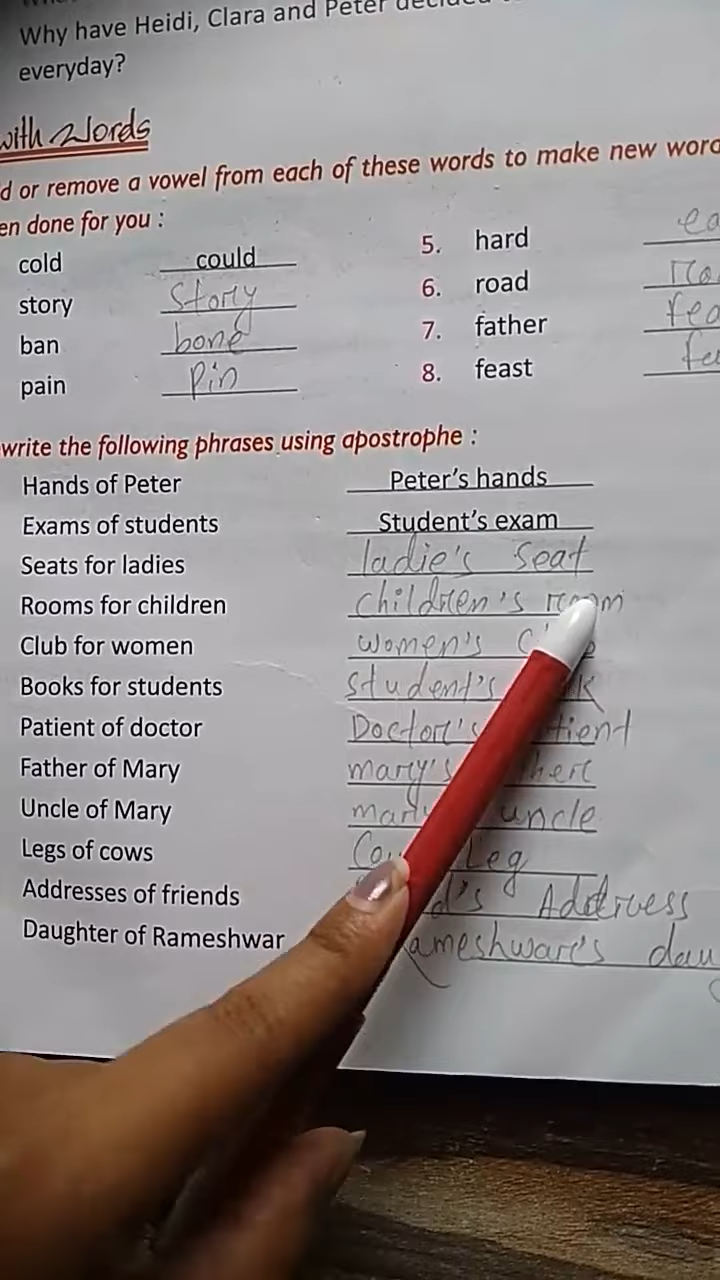 Why have Heidi, Clara and Peter
everyday?
with Words
d or remove a vowel from each of these words to make new word
en done for you :
cold could 5. hard
story story 6. road
ban bone 7. father
pain Pin 8. feast
write the following phrases using apostrophe :
Hands of Peter Peter's hands
Exams of students Student's exam
Seats for ladies ladie's seat
Rooms for children children's room
Club for women women's
Books for students student's
Patient of doctor Doctor's
Father of Mary mary's
Uncle of Mary uncle
Legs of cows Leg
Addresses of friends Address
Daughter of Rameshwar